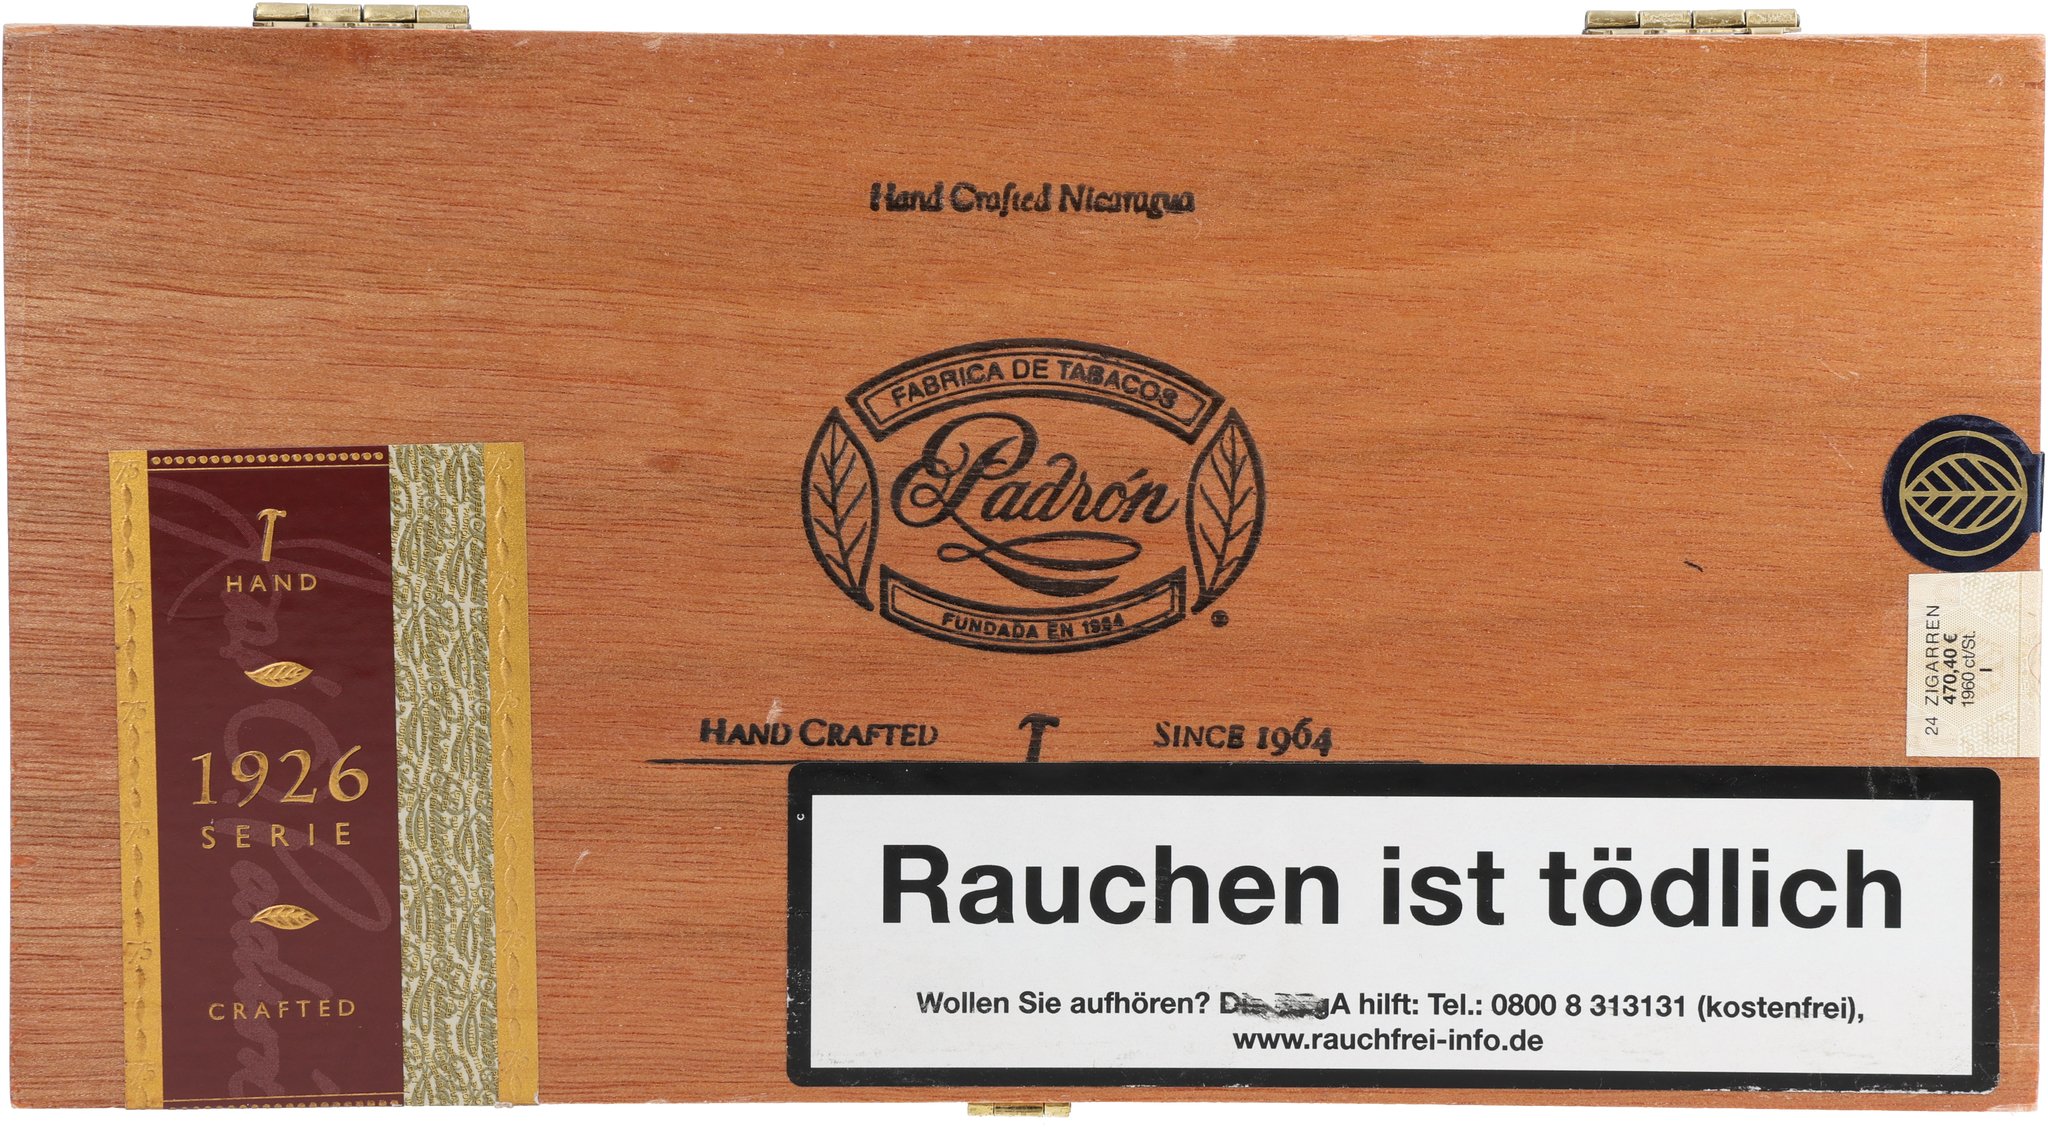 Hand Crafted Nicaragua
FABRICA DE TABACOS
Padrón
FUNDADA EN 1964
HAND CRAFTED SINCE 1964
HAND
1926
SERIE
CRAFTED
24 ZIGARREN
470,40 €
1960 ct/St.
I
Rauchen ist tödlich
Wollen Sie aufhören? Die BZgA hilft: Tel.: 0800 8 313131 (kostenfrei),
www.rauchfrei-info.de